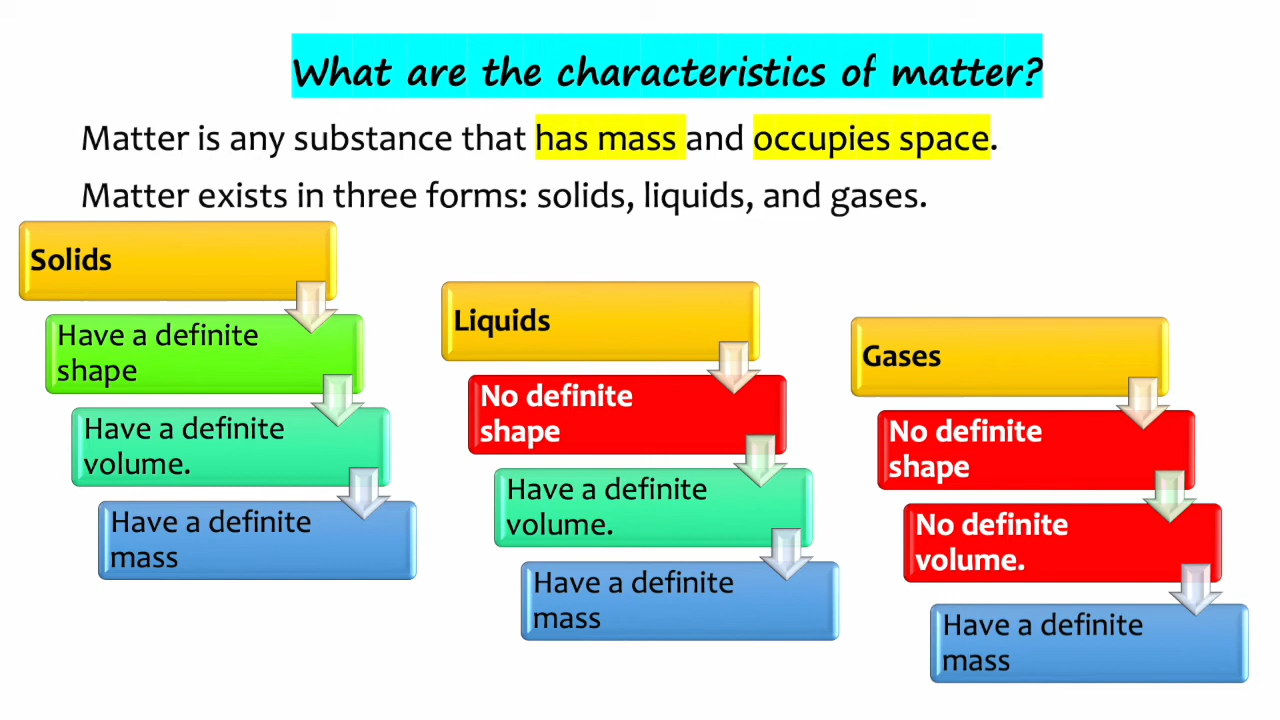 What are the characteristics of matter?
Matter is any substance that has mass and occupies space.
Matter exists in three forms: solids, liquids, and gases.
Solids
Have a definite
shape
Have a definite
volume.
Have a definite
mass
Liquids
No definite
shape
Have a definite
volume.
Have a definite
mass
Gases
No definite
shape
No definite
volume.
Have a definite
mass